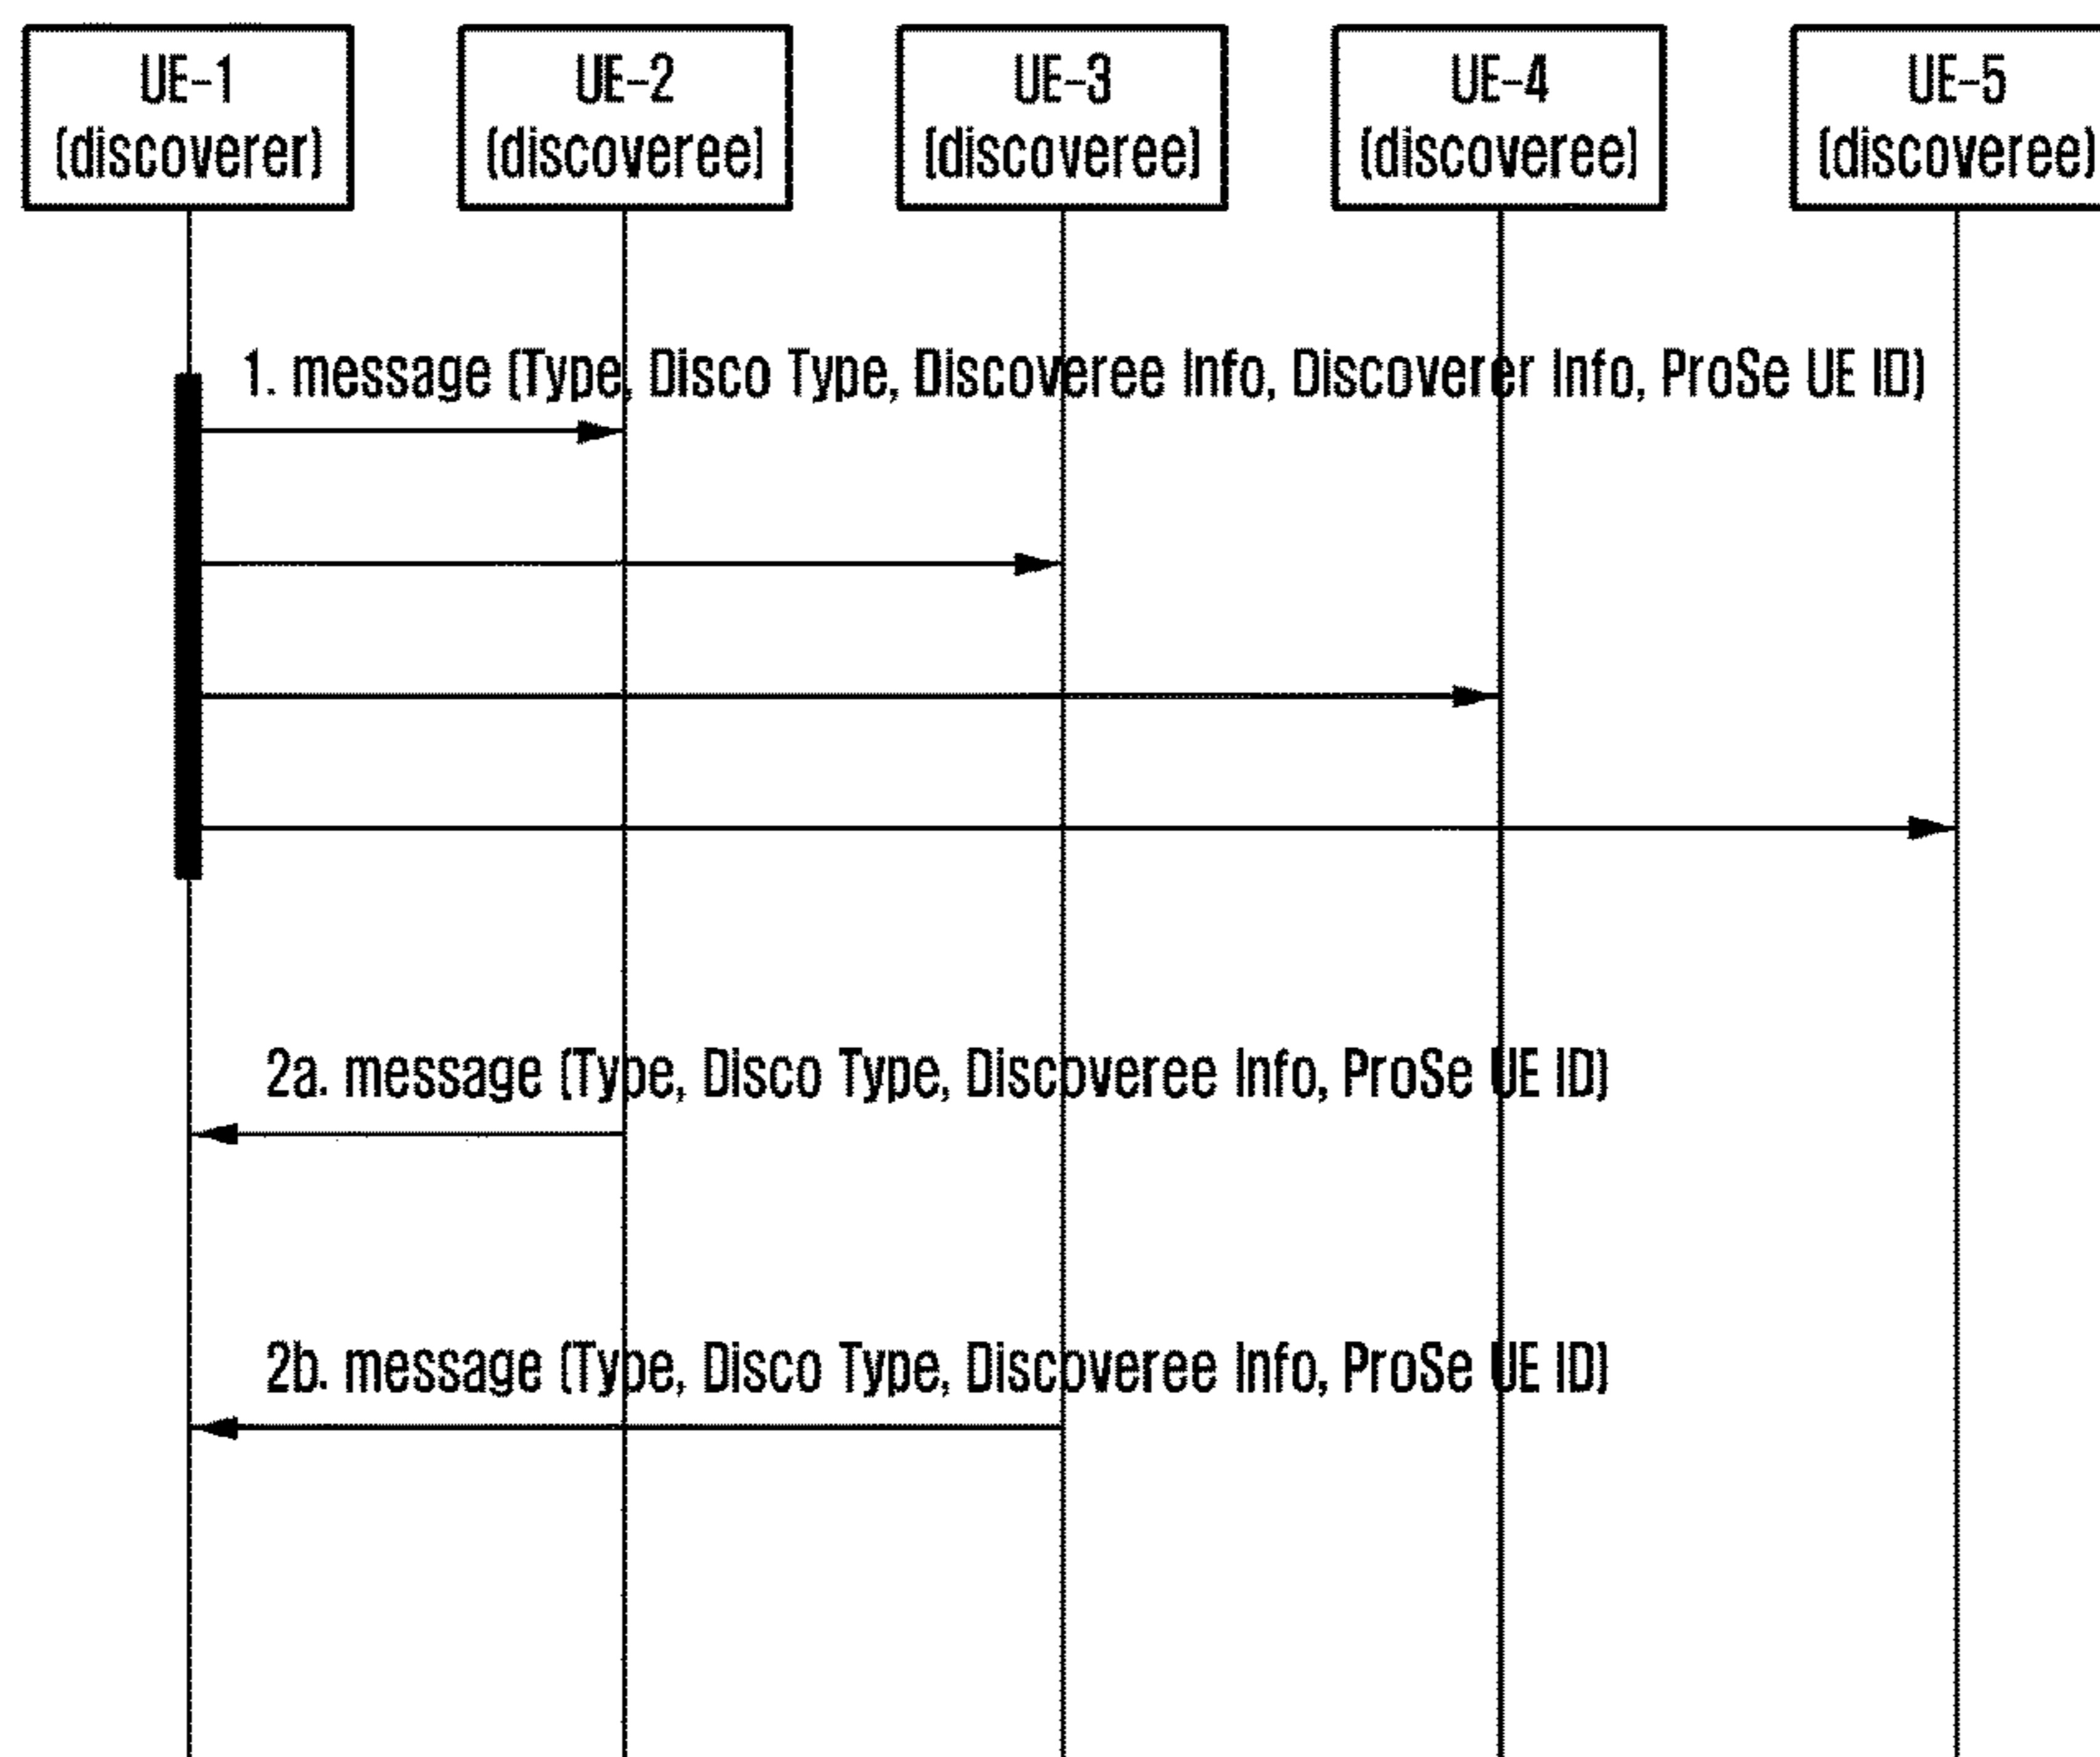 UE-1
(discoverer)
UE-2
(discoveree)
UE-3
(discoveree)
UE-4
(discoveree)
UE-5
(discoveree)
1. message (Type, Disco Type, Discoveree Info, Discoverer Info, ProSe UE ID)
2a. message (Type, Disco Type, Discoveree Info, ProSe UE ID)
2b. message (Type, Disco Type, Discoveree Info, ProSe UE ID)